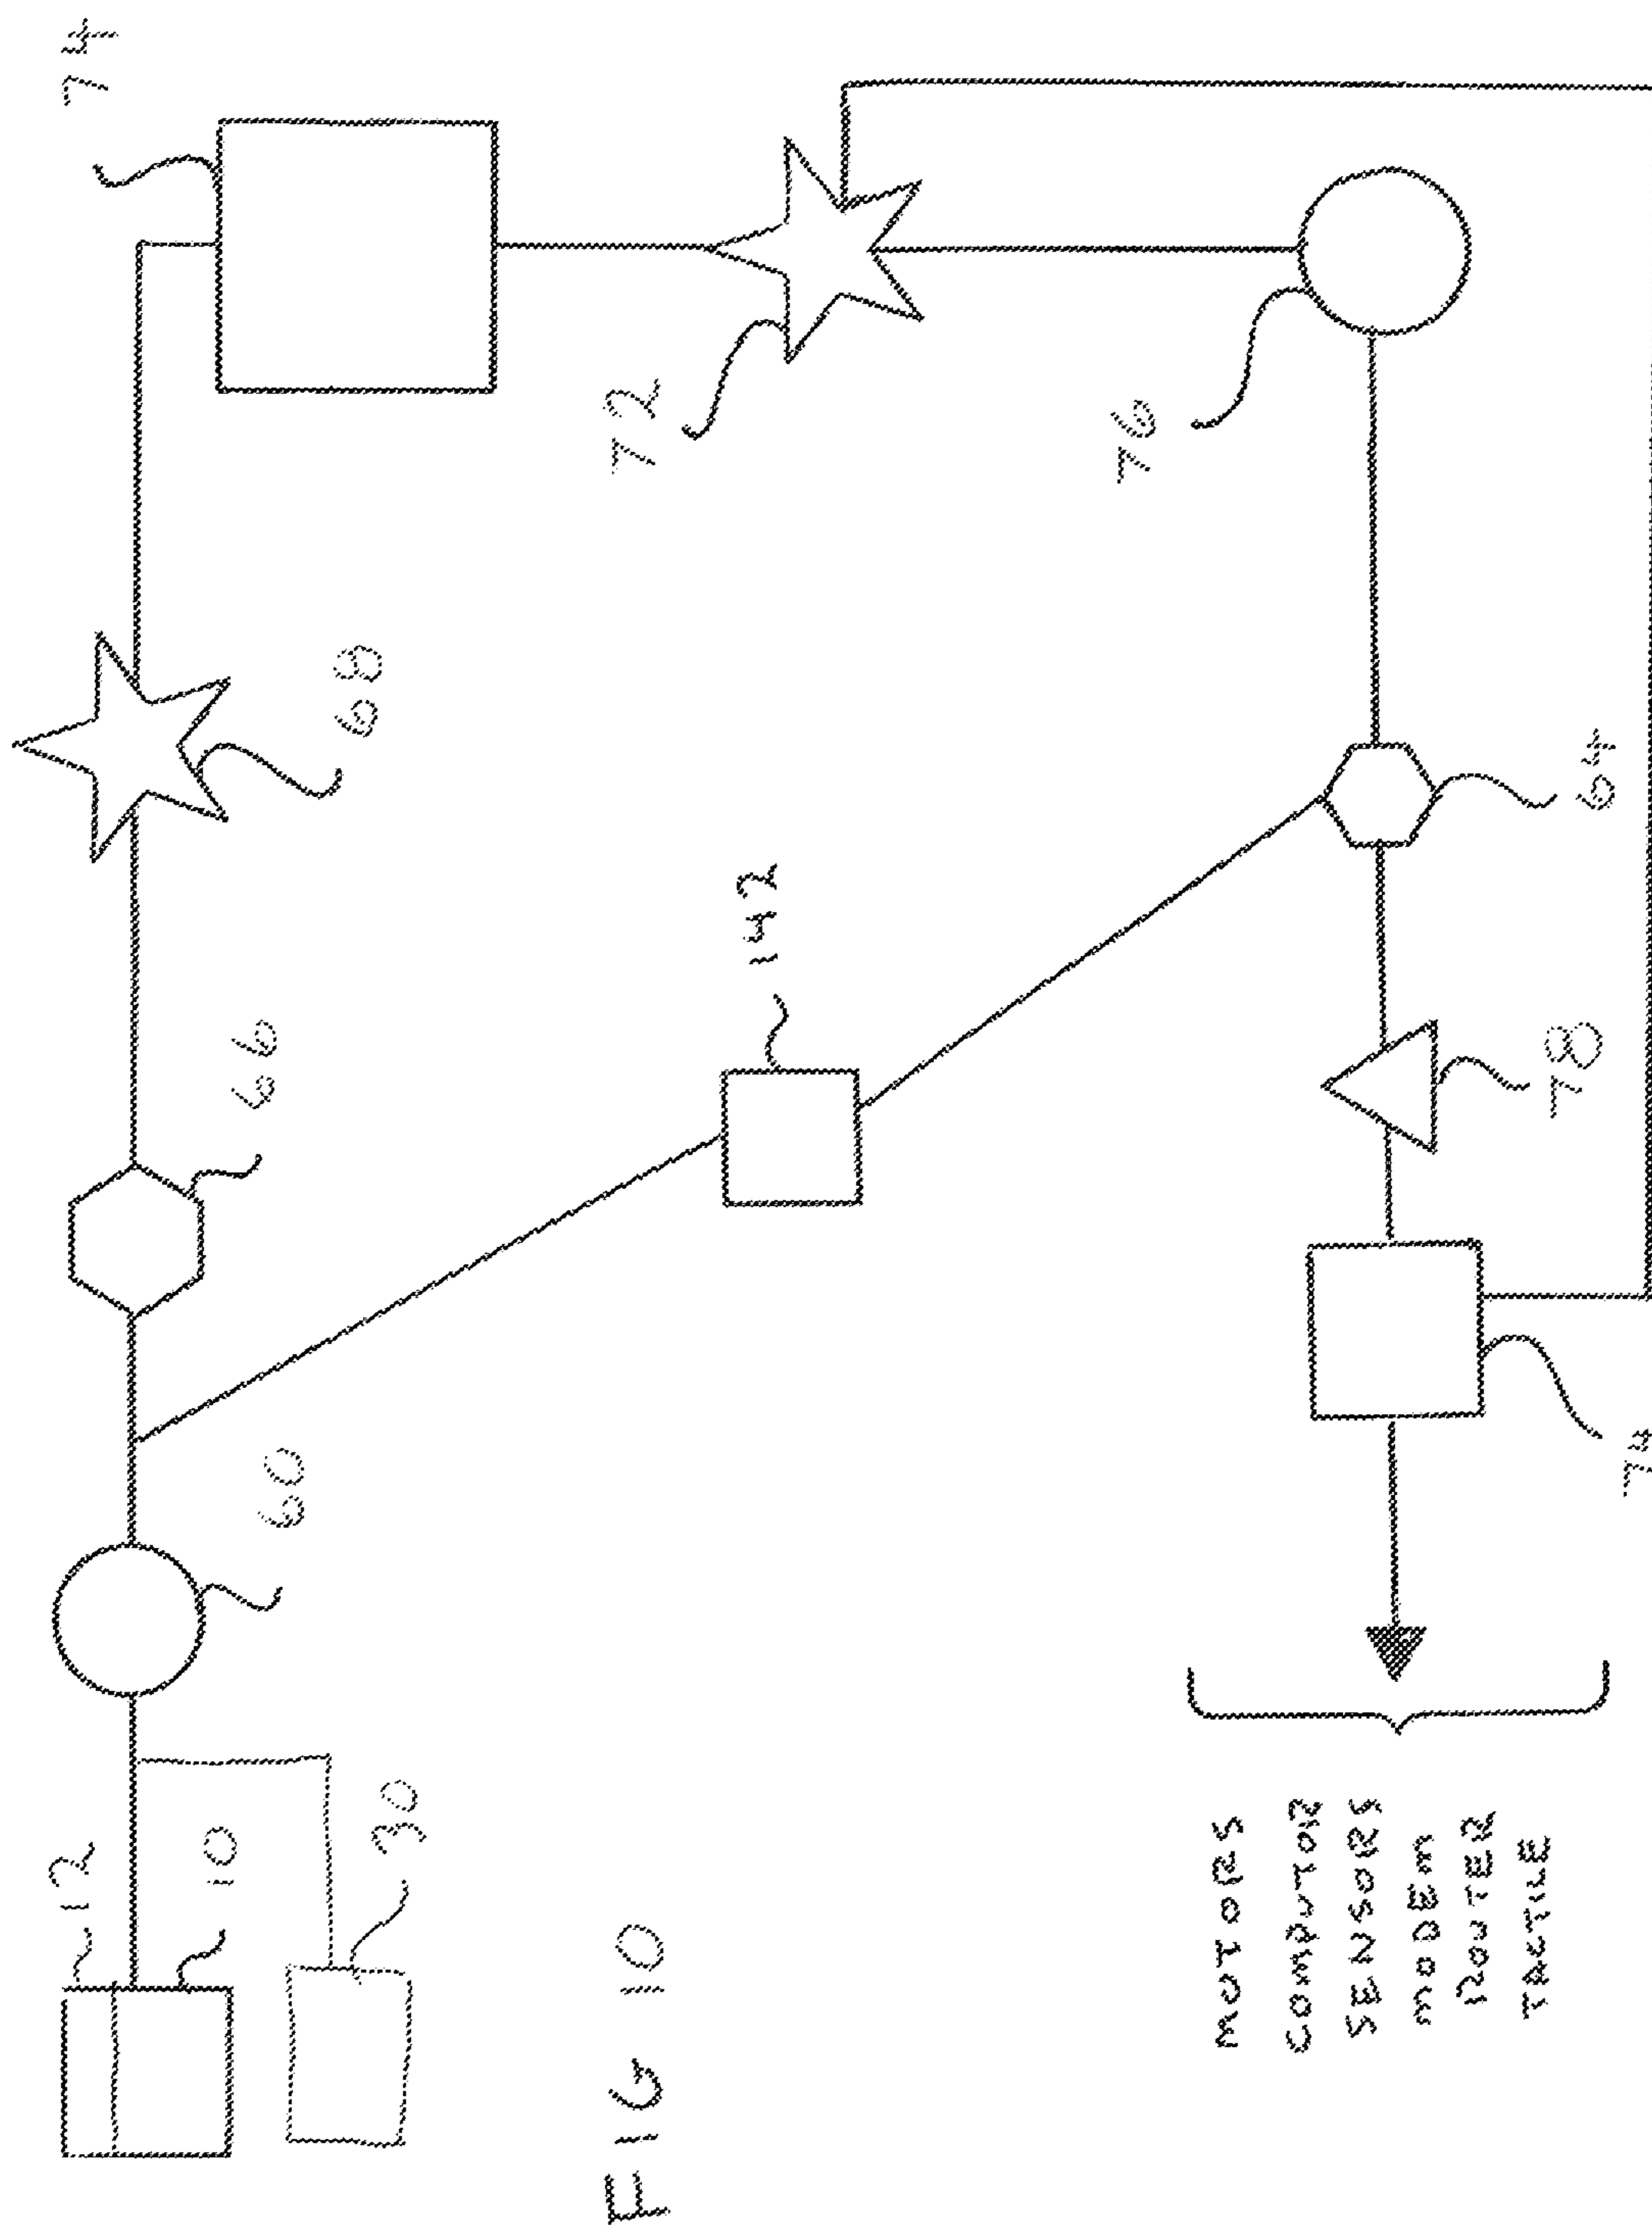 12
74
10
66
60
68
30
FIG 10
72
142
76
MOTORS
COMPUTOR
SENSORS
MODEM
ROUTER
TACTILE
78
64
74